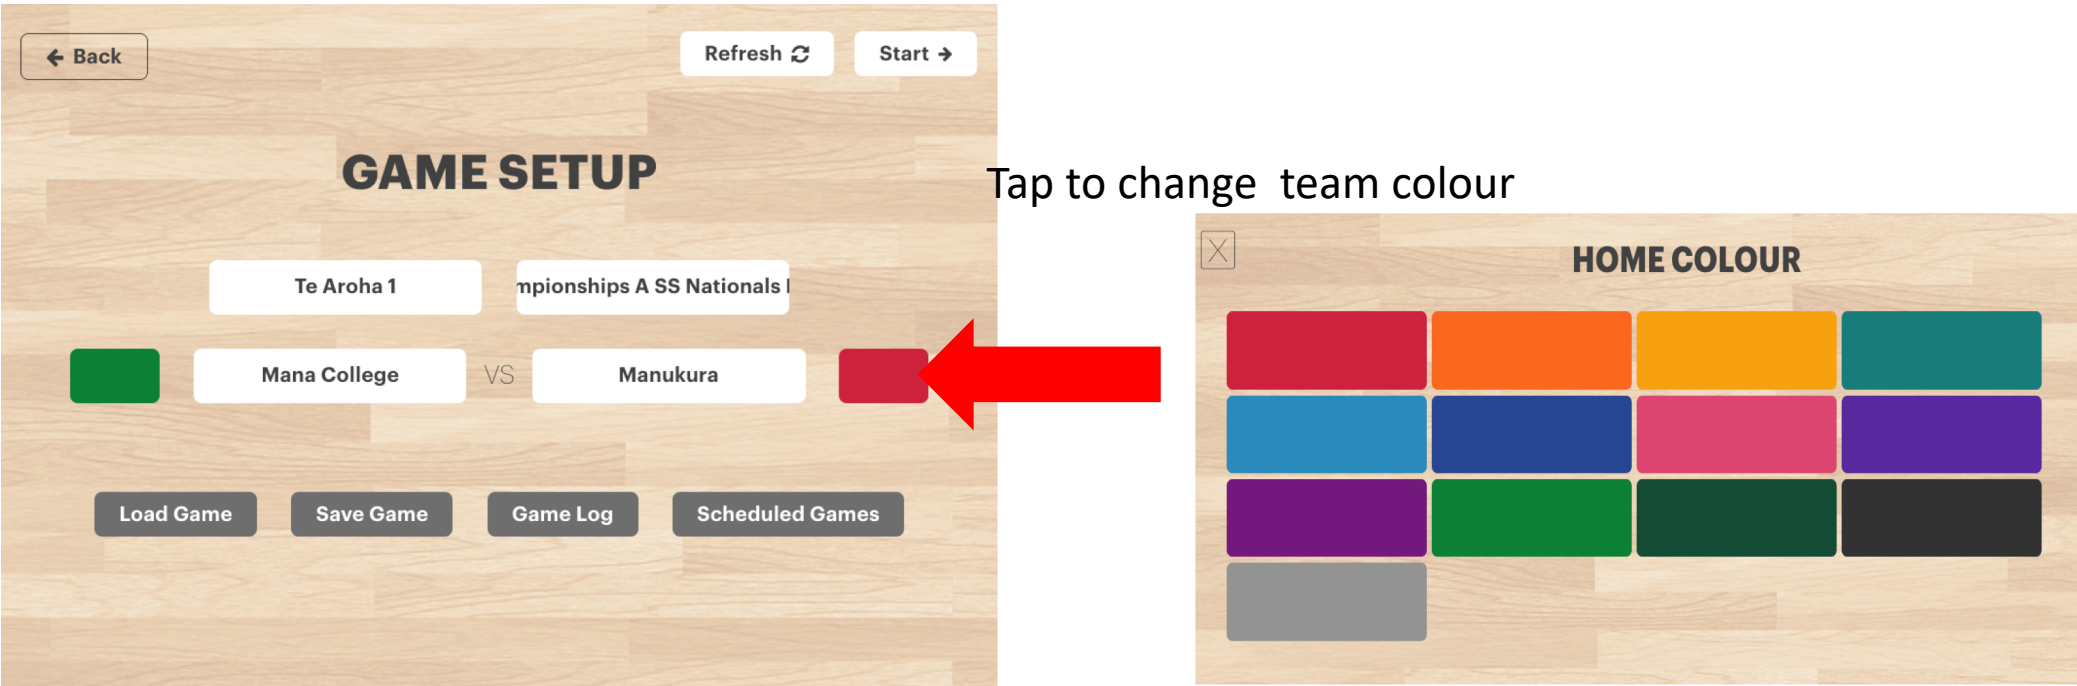 Back
Refresh
Start
GAME SETUP
Tap to change  team colour
Te Aroha 1
mpionships A SS Nationals
Mana College
VS
Manukura
Load Game
Save Game
Game Log
Scheduled Games
X
HOME COLOUR